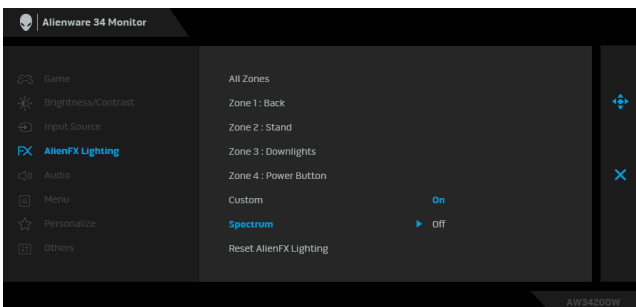 Alienware 34 Monitor
Game
Brightness/Contrast
Input Source
FX AlienFX Lighting
Audio
Menu
Personalize
Others
All Zones
Zone 1 : Back
Zone 2 : Stand
Zone 3 : Downlights
Zone 4 : Power Button
Custom On
Spectrum Off
Reset AlienFX Lighting
AW3420DW